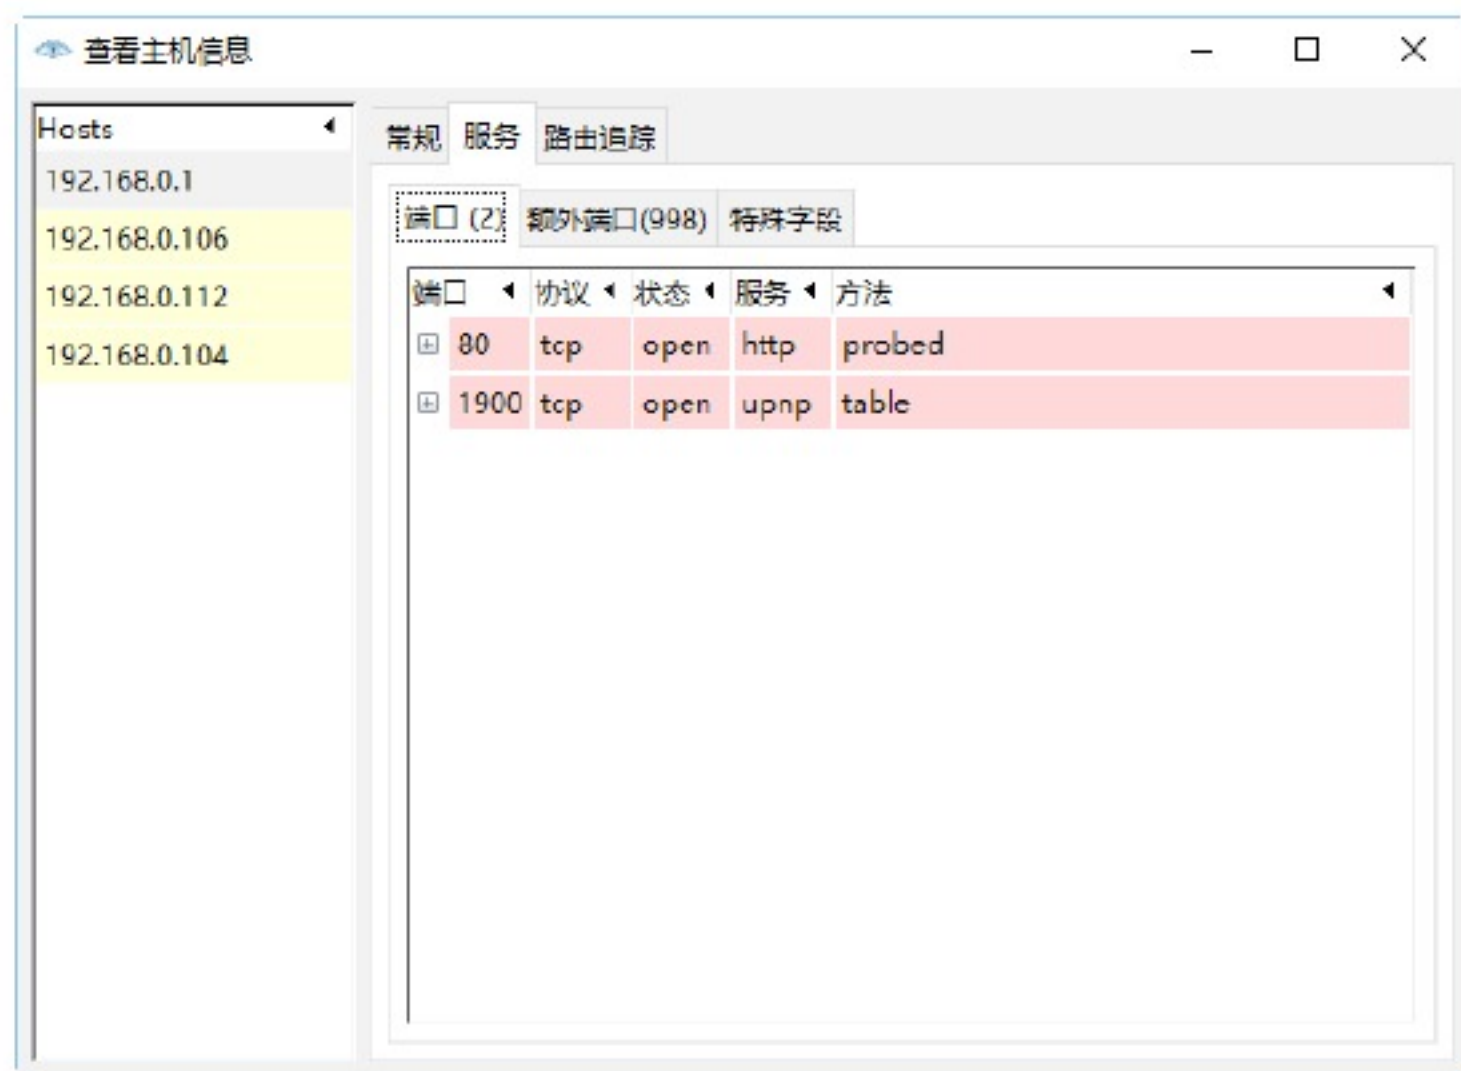 查看主机信息
Hosts
192.168.0.1
192.168.0.106
192.168.0.112
192.168.0.104
常规 服务 路由追踪
端口 (2) 额外端口(998) 特殊字段
端口 协议 状态 服务 方法
80 tcp open http probed
1900 tcp open upnp table